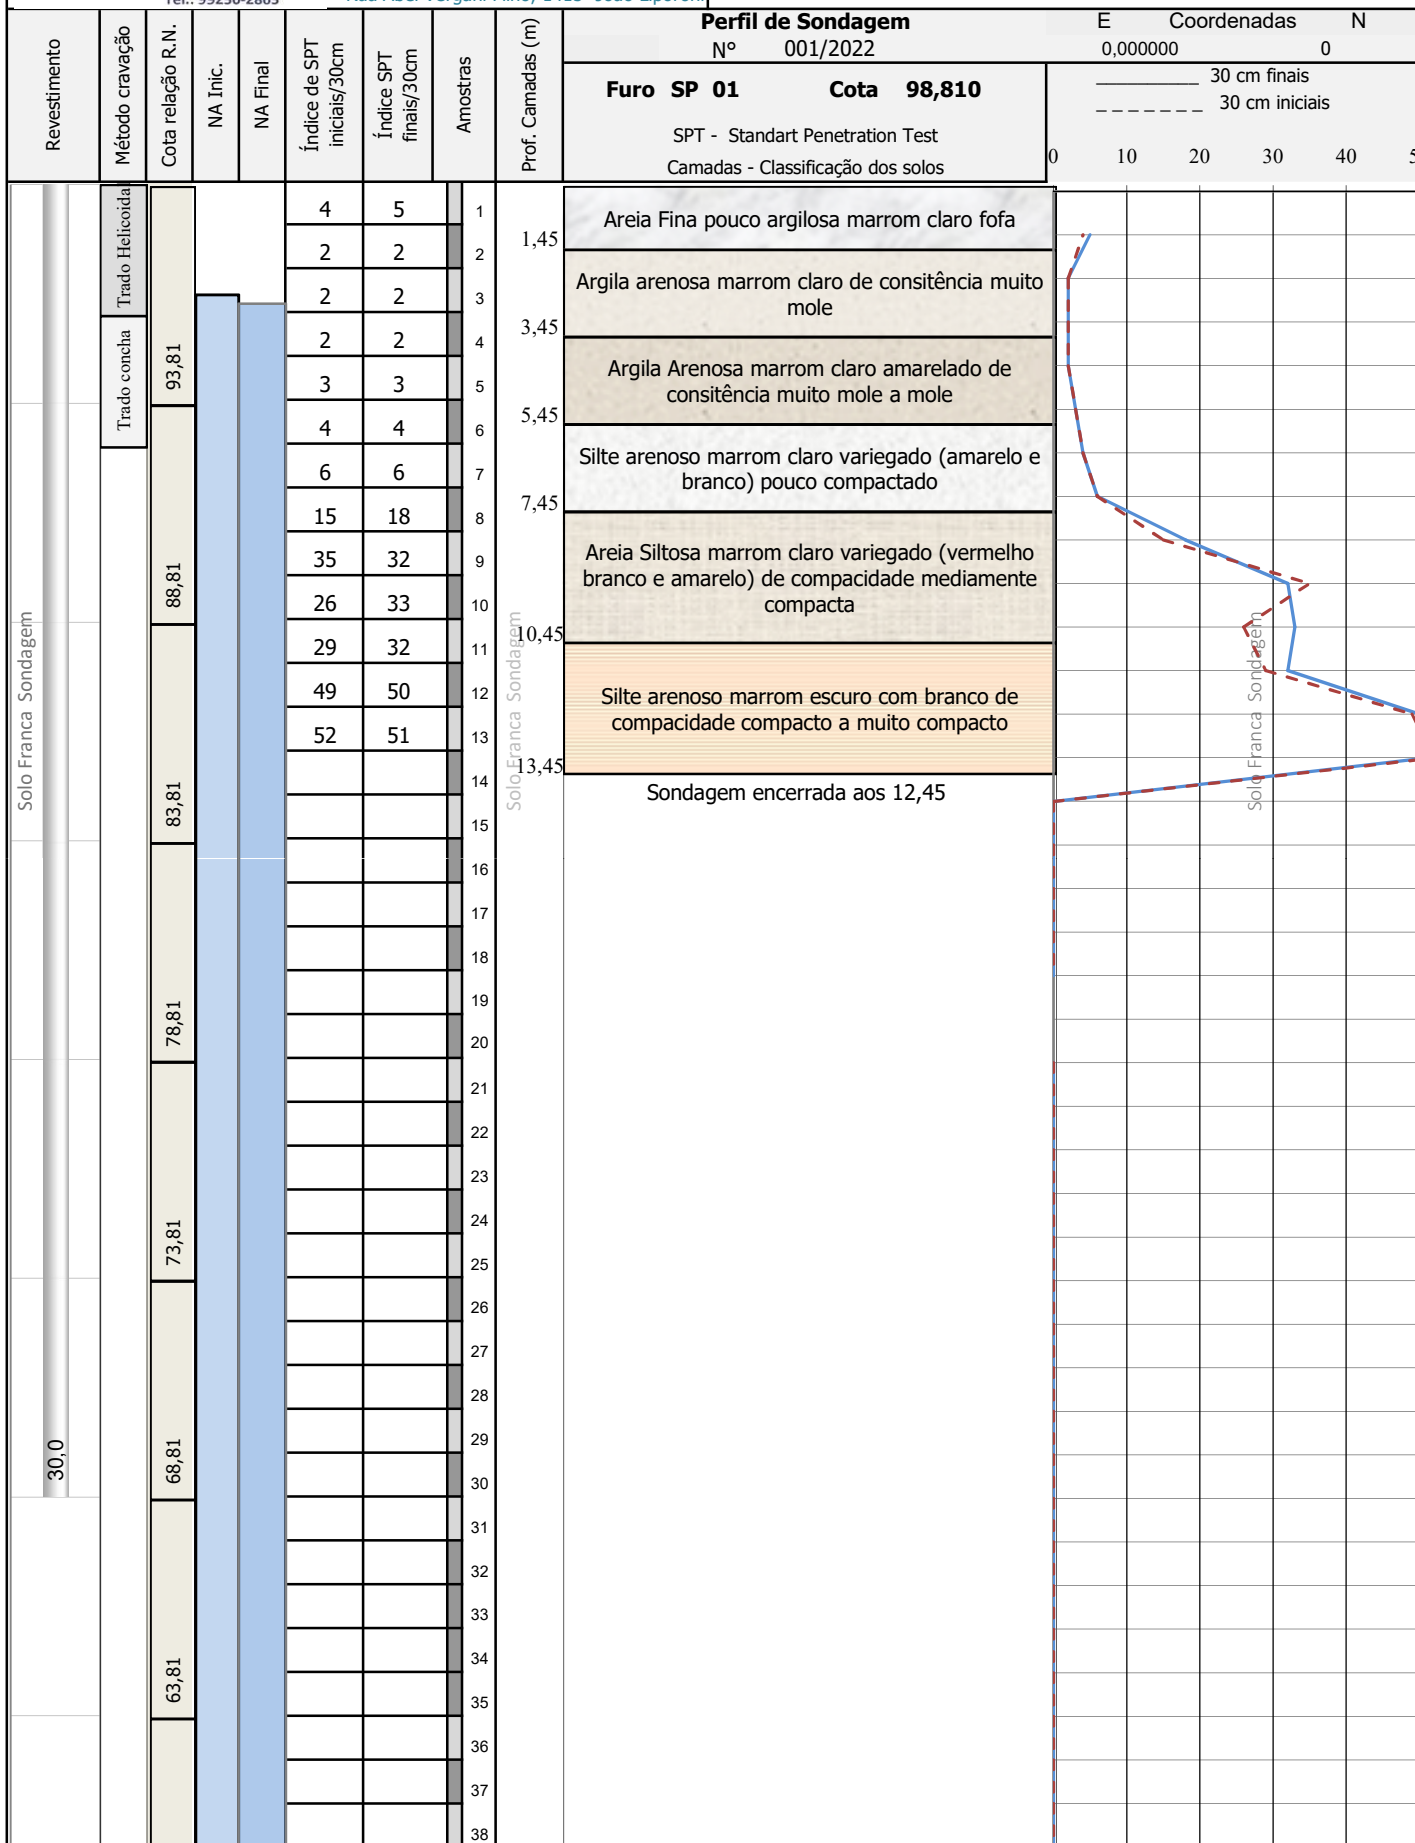 Revestimento
Método cravação
Cota relação R.N.
NA Inic.
NA Final
Índice de SPT
iniciais/30cm
Índice SPT
finais/30cm
Amostras
Prof. Camadas (m)
Perfil de Sondagem
Nº 001/2022
Furo SP 01 Cota 98,810
SPT - Standart Penetration Test
Camadas - Classificação dos solos
E Coordenadas N
0,000000 0
30 cm finais
30 cm iniciais
0 10 20 30 40
Trado Helicoidal
Trado concha
4 5 1
2 2 2
2 2 3
2 2 4
3 3 5
4 4 6
6 6 7
15 18 8
35 32 9
26 33 10
29 32 11
49 50 12
52 51 13
14
15
16
17
18
19
20
21
22
23
24
25
26
27
28
29
30
31
32
33
34
35
36
37
38
93,81
88,81
83,81
78,81
73,81
68,81
63,81
30,0
1,45
3,45
5,45
7,45
10,45
13,45
Areia Fina pouco argilosa marrom claro fofa
Argila arenosa marrom claro de consitência muito
mole
Argila Arenosa marrom claro amarelado de
consitência muito mole a mole
Silte arenoso marrom claro variegado (amarelo e
branco) pouco compactado
Areia Siltosa marrom claro variegado (vermelho
branco e amarelo) de compacidade mediamente
compacta
Silte arenoso marrom escuro com branco de
compacidade compacto a muito compacto
Sondagem encerrada aos 12,45
Solo Franca Sondagem
Solo Franca Sondagem
Solo Franca Sondagem